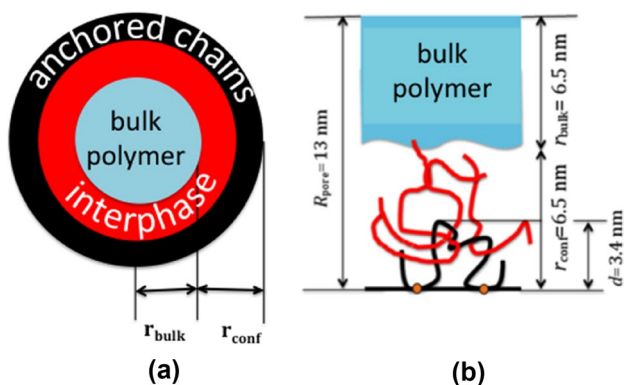 anchored chains
bulk
polymer
interphase
r_bulk
r_conf
(a)
bulk
polymer
R_pore= 13 nm
r_bulk= 6.5 nm
r_conf=6.5 nm
d=3.4 nm
(b)